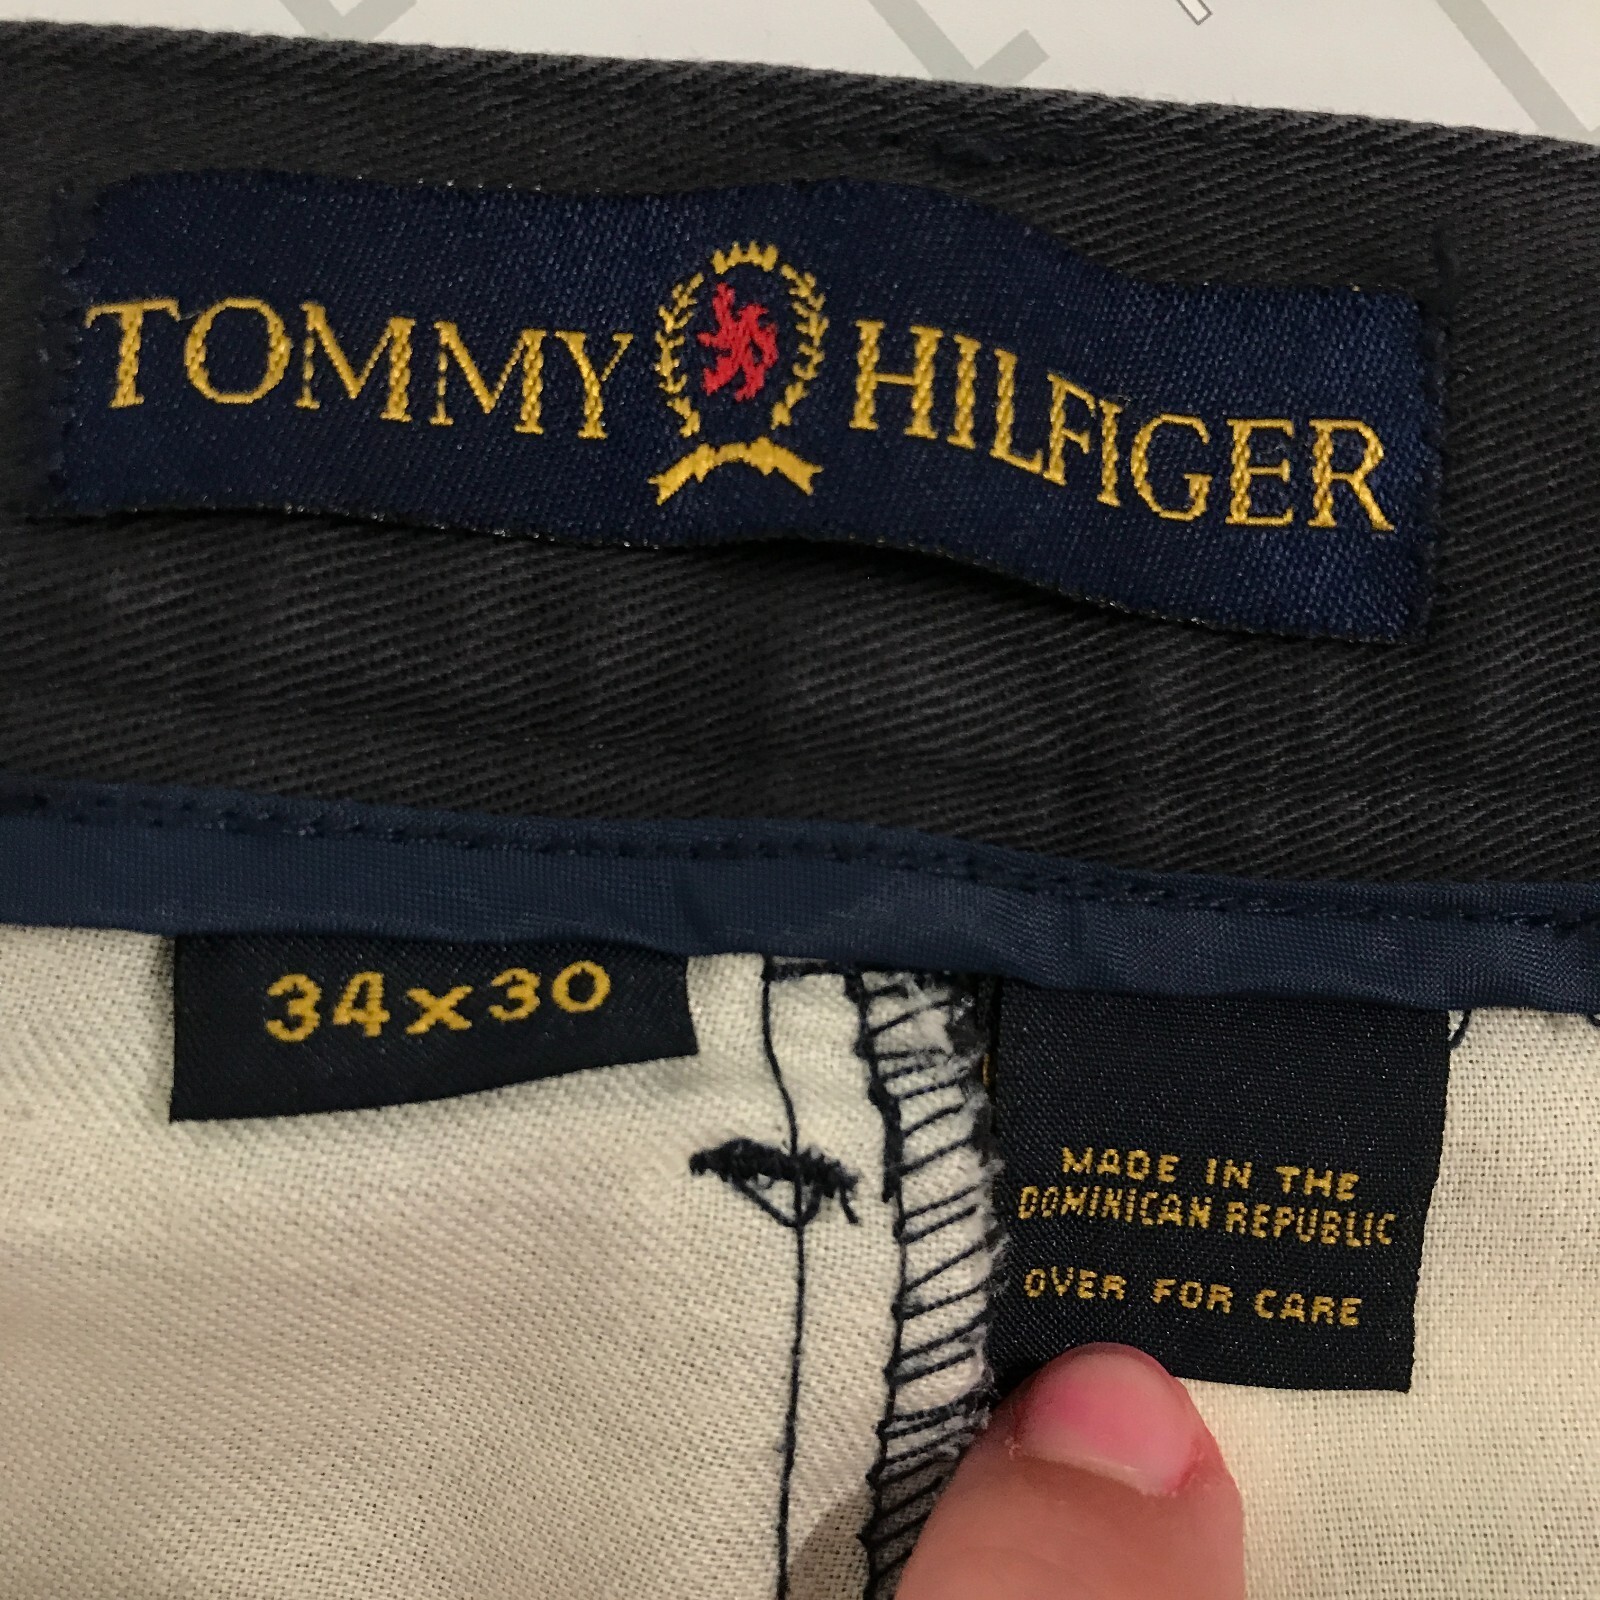 TOMMY HILFIGER
34x30
MADE IN THE
DOMINICAN REPUBLIC
OVER FOR CARE